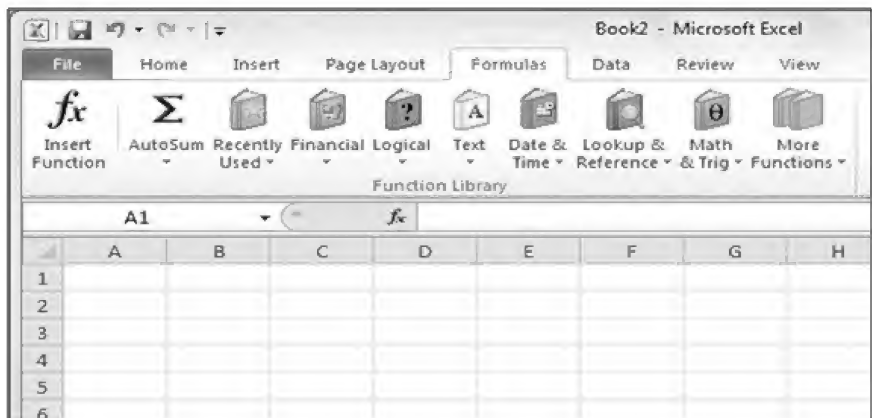 Book2 - Microsoft Excel
File Home Insert Page Layout Formulas Data Review View
fx Σ ? A θ
Insert Function AutoSum Recently Used Financial Logical Text Date & Time Lookup & Reference Math & Trig More Functions
Function Library
A1 fx
A B C D E F G H
1
2
3
4
5
6